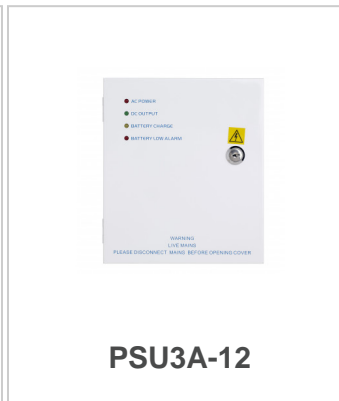 AC POWER
DC OUTPUT
BATTERY CHARGE
BATTERY LOW ALARM
WARNING
LIVE MAINS
PLEASE DISCONNECT MAINS BEFORE OPENING COVER
PSU3A-12